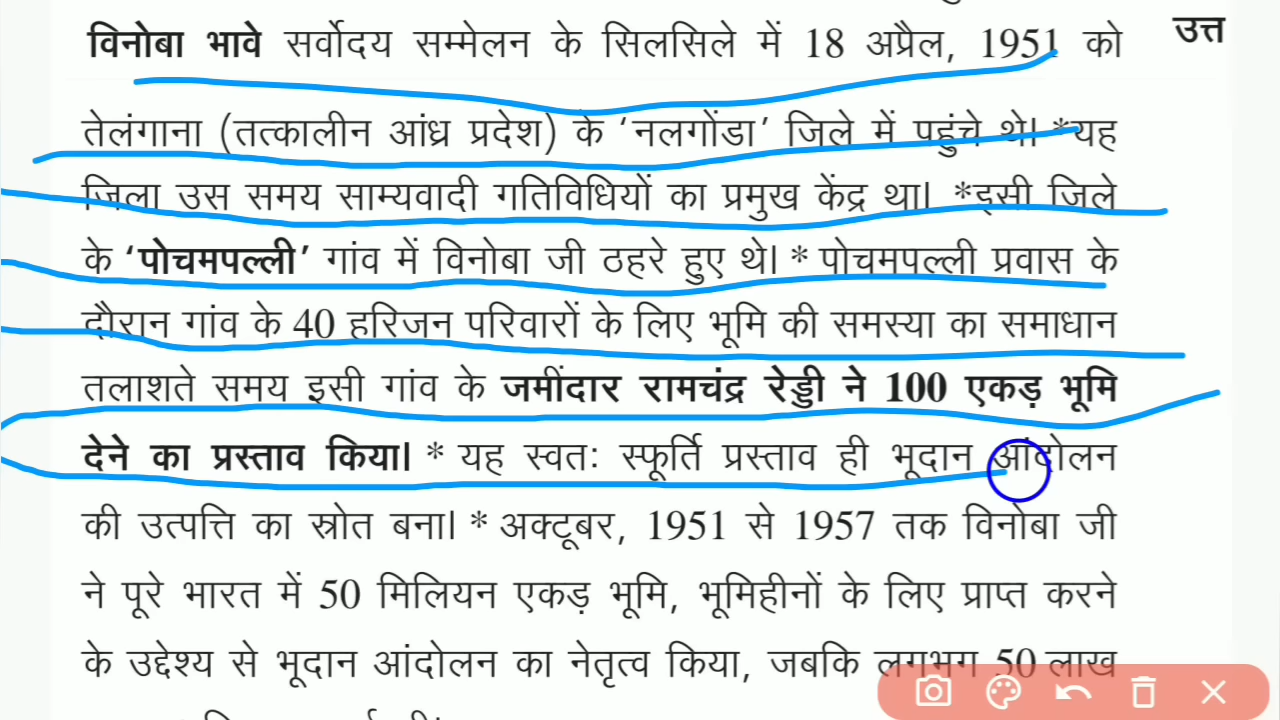 विनोबा भावे सर्वोदय सम्मेलन के सिलसिले में 18 अप्रैल, 1951 को
उत्त
तेलंगाना (तत्कालीन आंध्र प्रदेश) के ‘नलगोंडा’ जिले में पहुंचे थे। *यह
जिला उस समय साम्यवादी गतिविधियों का प्रमुख केंद्र था। *इसी जिले
के ‘पोचमपल्ली’ गांव में विनोबा जी ठहरे हुए थे। * पोचमपल्ली प्रवास के
दौरान गांव के 40 हरिजन परिवारों के लिए भूमि की समस्या का समाधान
तलाशते समय इसी गांव के जमींदार रामचंद्र रेड्डी ने 100 एकड़ भूमि
देने का प्रस्ताव किया। * यह स्वतः स्फूर्ति प्रस्ताव ही भूदान आंदोलन
की उत्पत्ति का स्रोत बना। * अक्टूबर, 1951 से 1957 तक विनोबा जी
ने पूरे भारत में 50 मिलियन एकड़ भूमि, भूमिहीनों के लिए प्राप्त करने
के उद्देश्य से भूदान आंदोलन का नेतृत्व किया, जबकि लगभग 50 लाख